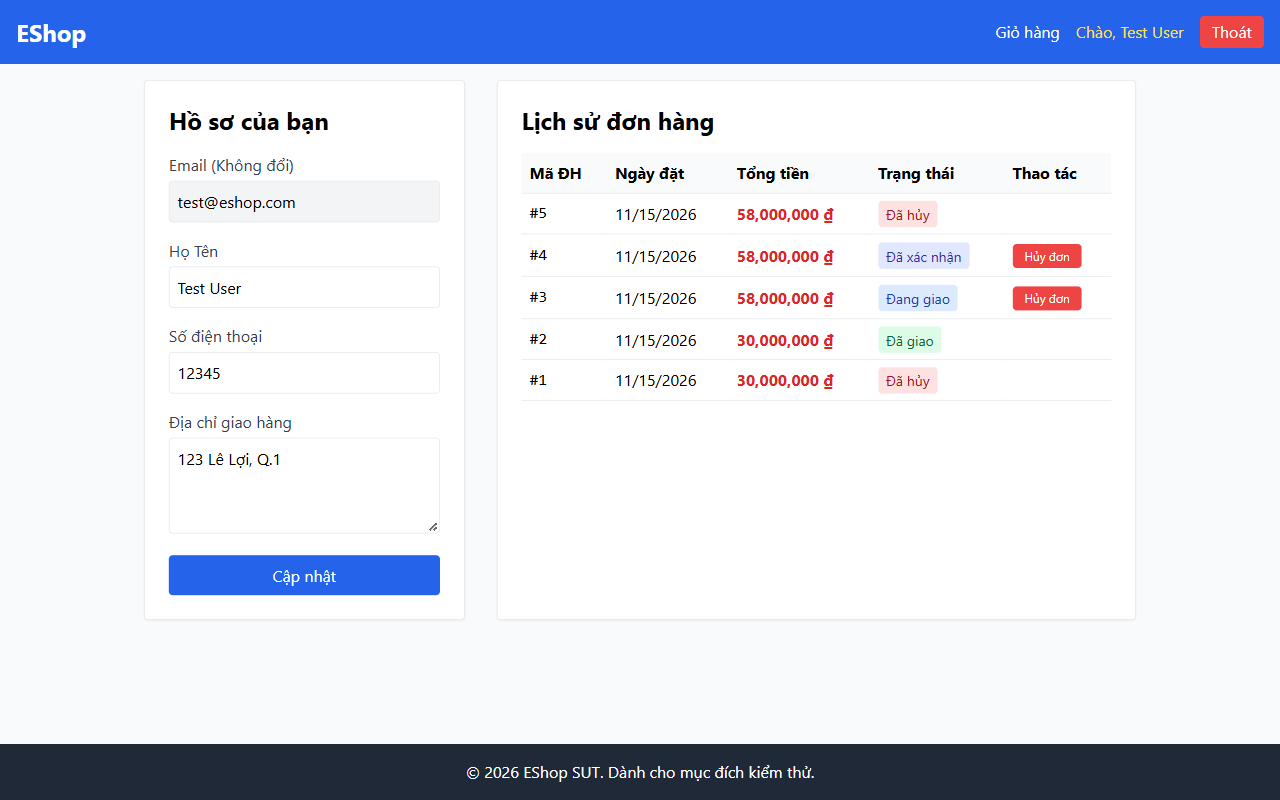 EShop
Giỏ hàng Chào, Test User Thoát
Hồ sơ của bạn
Email (Không đổi)
test@eshop.com
Họ Tên
Test User
Số điện thoại
12345
Địa chỉ giao hàng
123 Lê Lợi, Q.1
Cập nhật
Lịch sử đơn hàng
Mã ĐH Ngày đặt Tổng tiền Trạng thái Thao tác
#5 11/15/2026 58,000,000 ₫ Đã hủy
#4 11/15/2026 58,000,000 ₫ Đã xác nhận Hủy đơn
#3 11/15/2026 58,000,000 ₫ Đang giao Hủy đơn
#2 11/15/2026 30,000,000 ₫ Đã giao
#1 11/15/2026 30,000,000 ₫ Đã hủy
© 2026 EShop SUT. Dành cho mục đích kiểm thử.